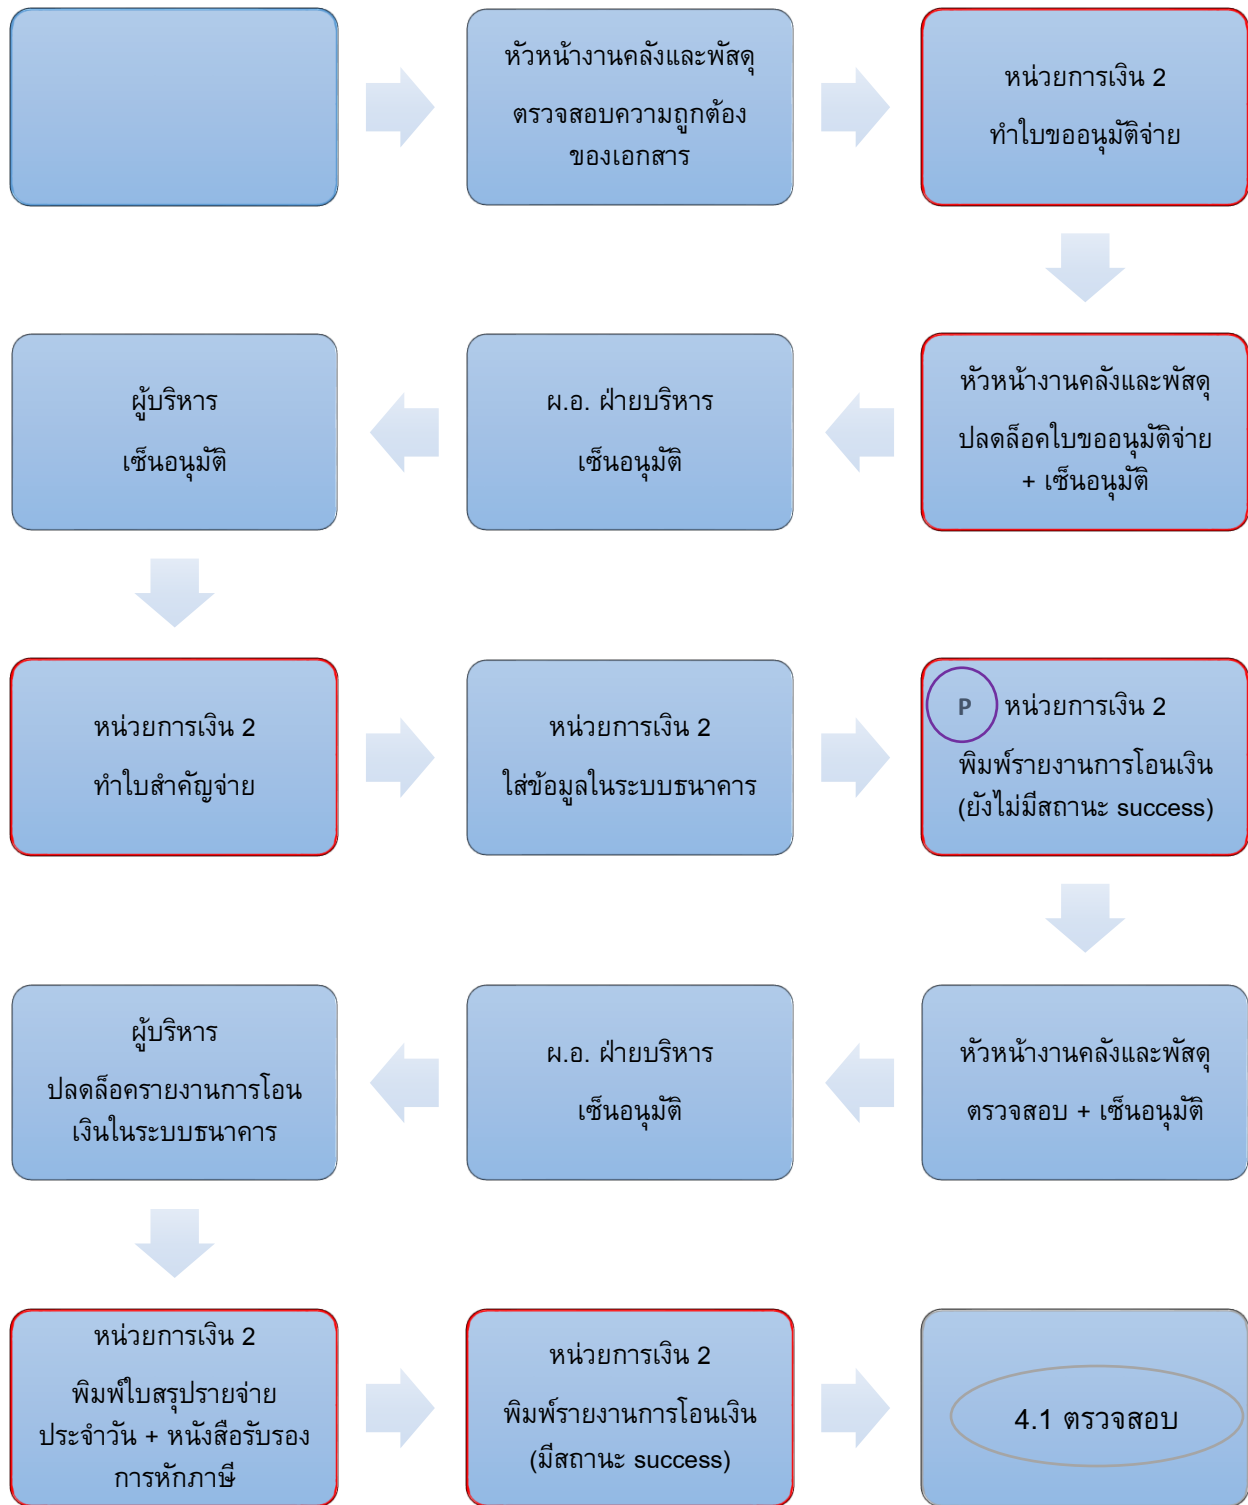 หัวหน้างานคลังและพัสดุ
ตรวจสอบความถูกต้อง
ของเอกสาร
หน่วยการเงิน 2
ทำใบขออนุมัติจ่าย
หัวหน้างานคลังและพัสดุ
ปลดล็อคใบขออนุมัติจ่าย
+ เซ็นอนุมัติ
ผ.อ. ฝ่ายบริหาร
เซ็นอนุมัติ
ผู้บริหาร
เซ็นอนุมัติ
หน่วยการเงิน 2
ทำใบสำคัญจ่าย
หน่วยการเงิน 2
ใส่ข้อมูลในระบบธนาคาร
P
หน่วยการเงิน 2
พิมพ์รายงานการโอนเงิน
(ยังไม่มีสถานะ success)
หัวหน้างานคลังและพัสดุ
ตรวจสอบ + เซ็นอนุมัติ
ผ.อ. ฝ่ายบริหาร
เซ็นอนุมัติ
ผู้บริหาร
ปลดล็อครายงานการโอน
เงินในระบบธนาคาร
หน่วยการเงิน 2
พิมพ์ใบสรุปรายจ่าย
ประจำวัน + หนังสือรับรอง
การหักภาษี
หน่วยการเงิน 2
พิมพ์รายงานการโอนเงิน
(มีสถานะ success)
4.1 ตรวจสอบ